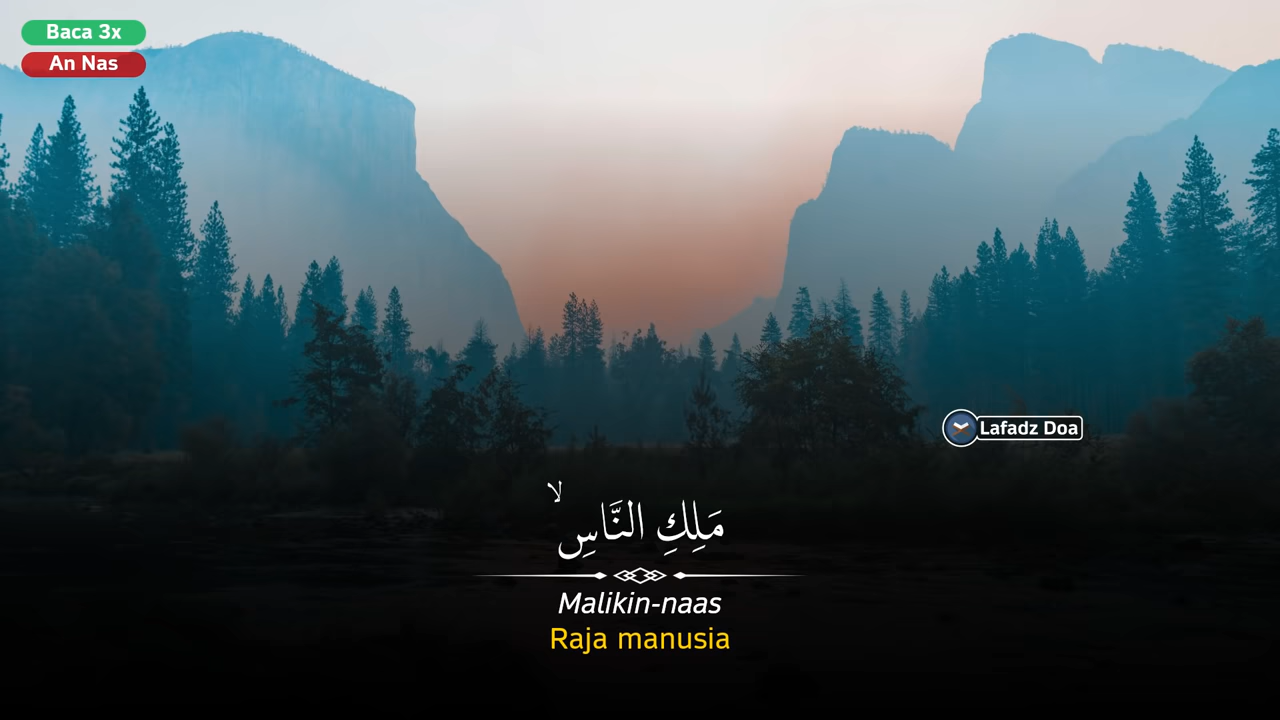 Baca 3x
An Nas
Lafadz Doa
مَلِكِ النَّاسِ ۙ
Malikin-naas
Raja manusia